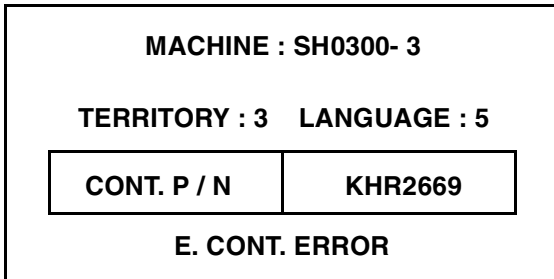 MACHINE : SH0300- 3
TERRITORY : 3 LANGUAGE : 5
CONT. P / N KHR2669
E. CONT. ERROR